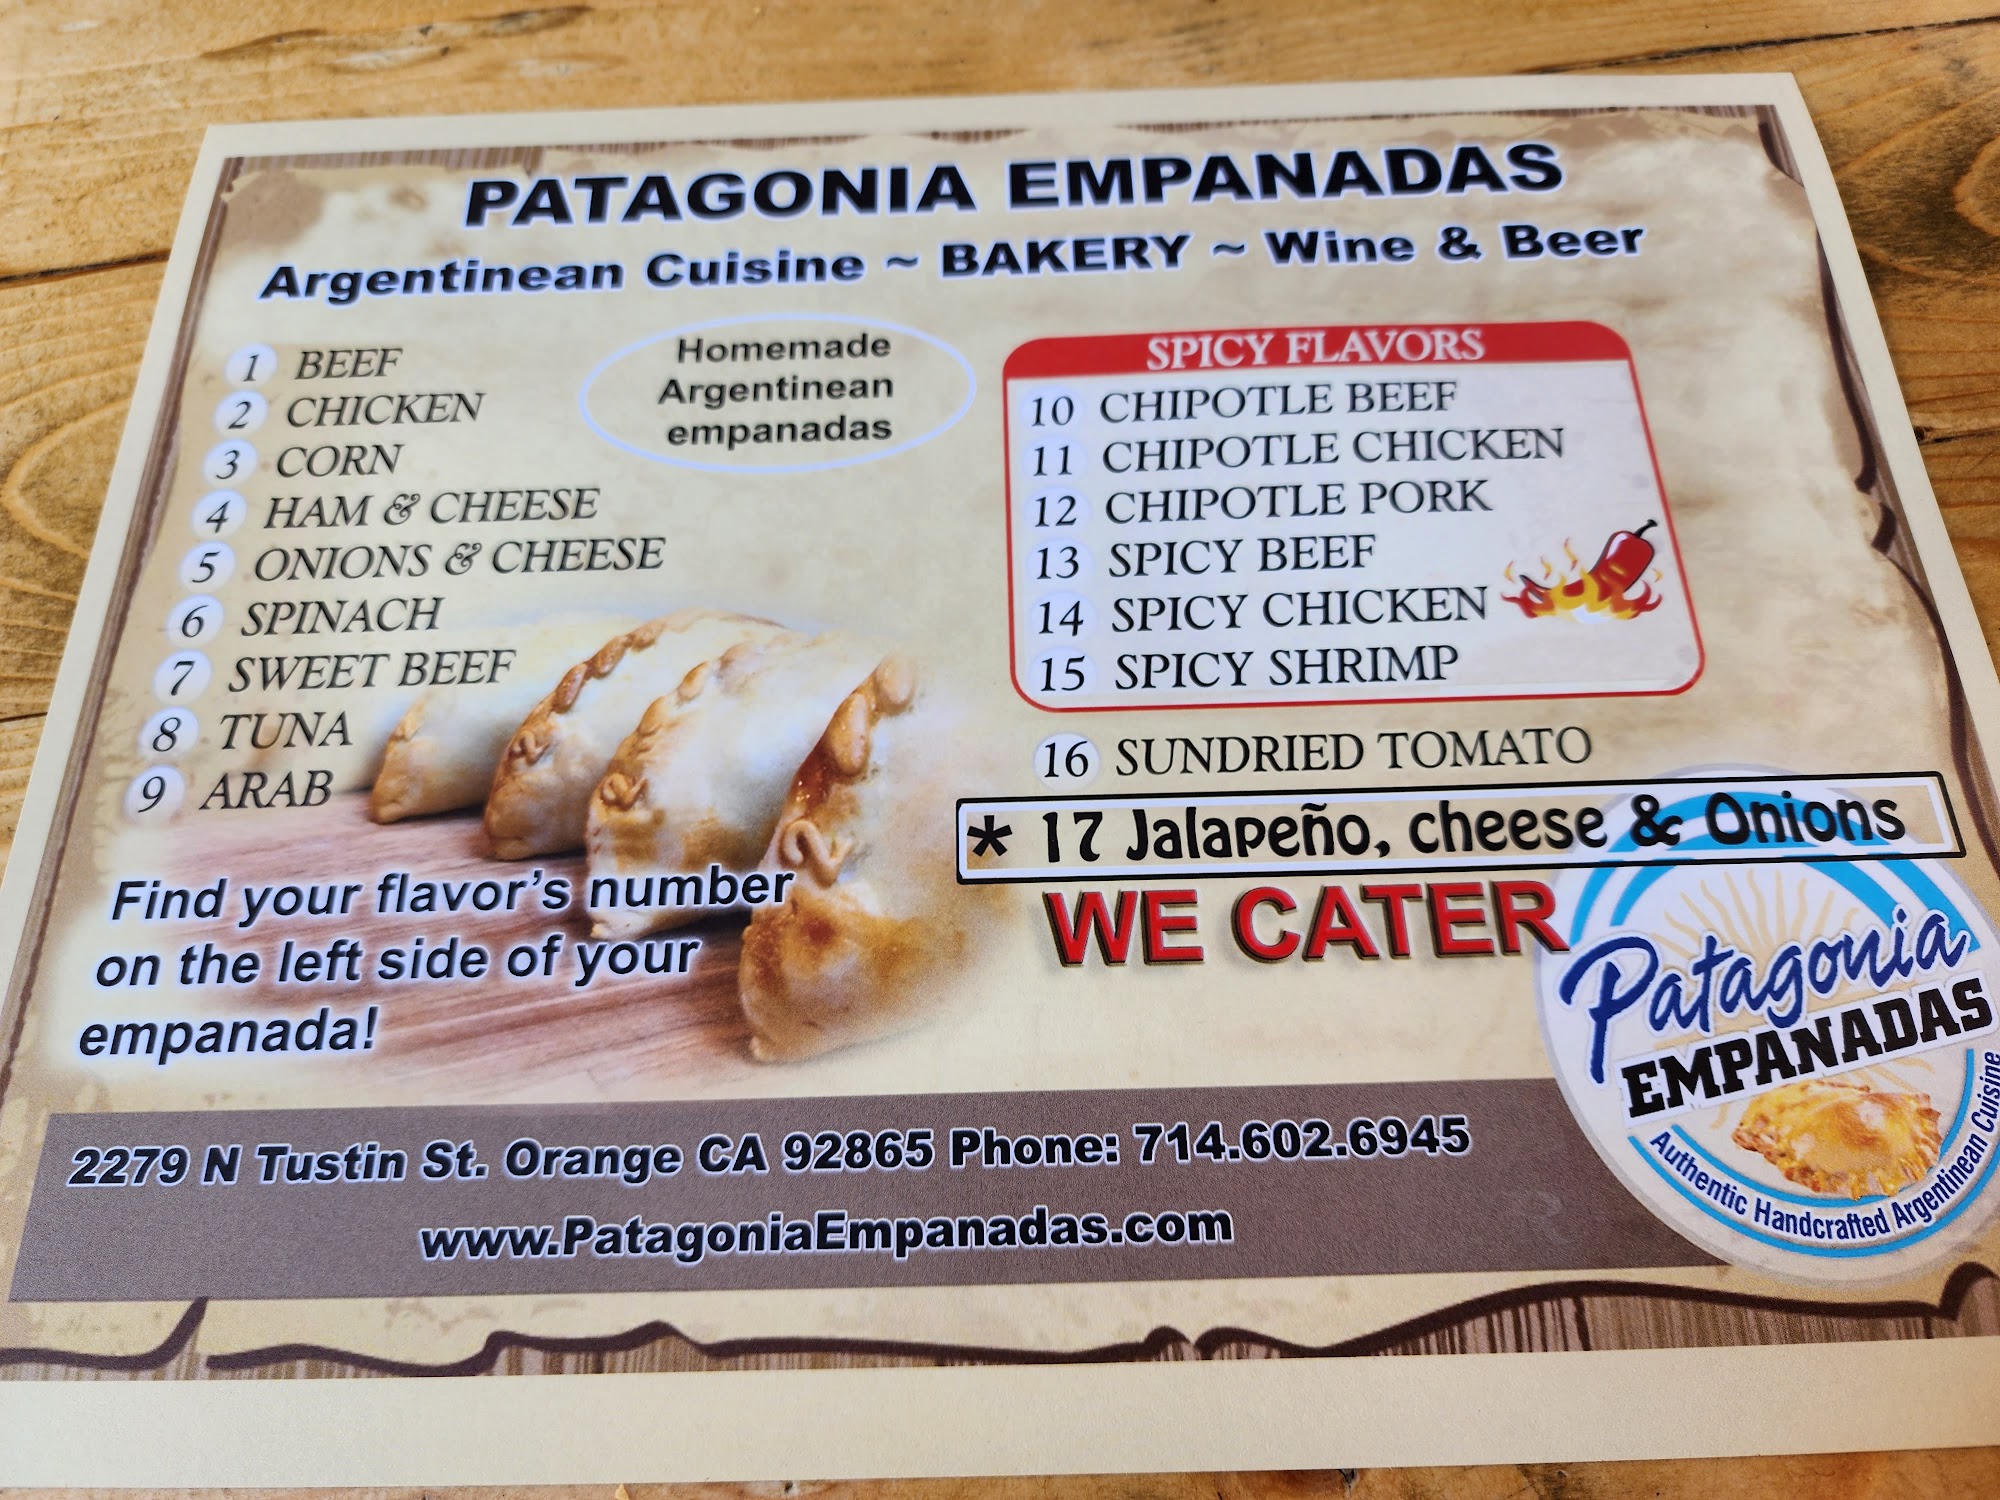 PATAGONIA EMPANADAS
Argentinean Cuisine ~ BAKERY ~ Wine & Beer
1 BEEF
2 CHICKEN
3 CORN
4 HAM & CHEESE
5 ONIONS & CHEESE
6 SPINACH
7 SWEET BEEF
8 TUNA
9 ARAB
Homemade
Argentinean
empanadas
SPICY FLAVORS
10 CHIPOTLE BEEF
11 CHIPOTLE CHICKEN
12 CHIPOTLE PORK
13 SPICY BEEF
14 SPICY CHICKEN
15 SPICY SHRIMP
16 SUNDRIED TOMATO
* 17 Jalapeño, cheese & Onions
WE CATER
Find your flavor's number
on the left side of your
empanada!
2
2
2
Patagonia
EMPANADAS
Authentic Handcrafted Argentinean Cuisine
2279 N Tustin St. Orange CA 92865 Phone: 714.602.6945
www.PatagoniaEmpanadas.com